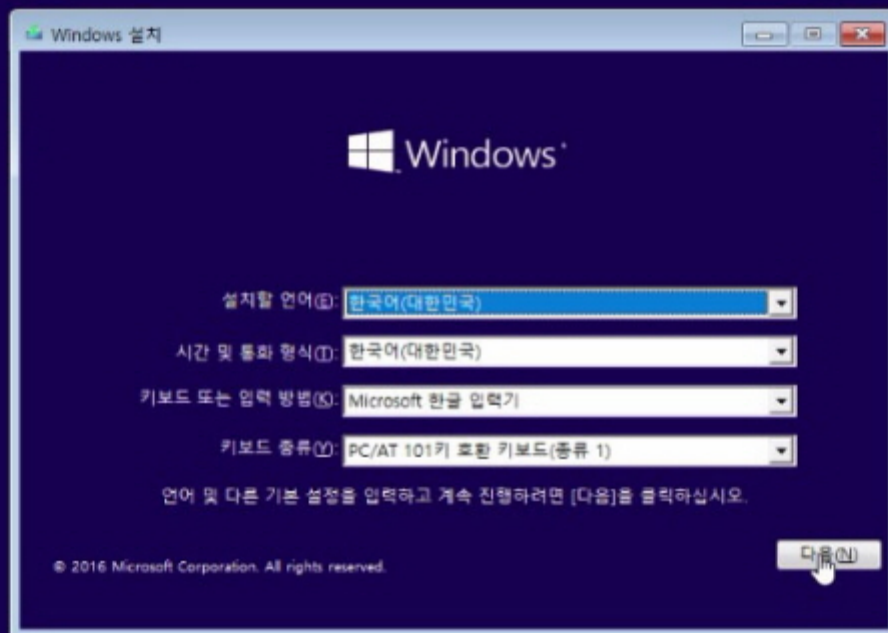 Windows 설치
Windows
설치할 언어(E): 한국어(대한민국)
시간 및 통화 형식(T): 한국어(대한민국)
키보드 또는 입력 방법(K): Microsoft 한글 입력기
키보드 종류(Y): PC/AT 101키 호환 키보드(종류 1)
언어 및 다른 기본 설정을 입력하고 계속 진행하려면 [다음]을 클릭하십시오.
다음(N)
© 2016 Microsoft Corporation. All rights reserved.